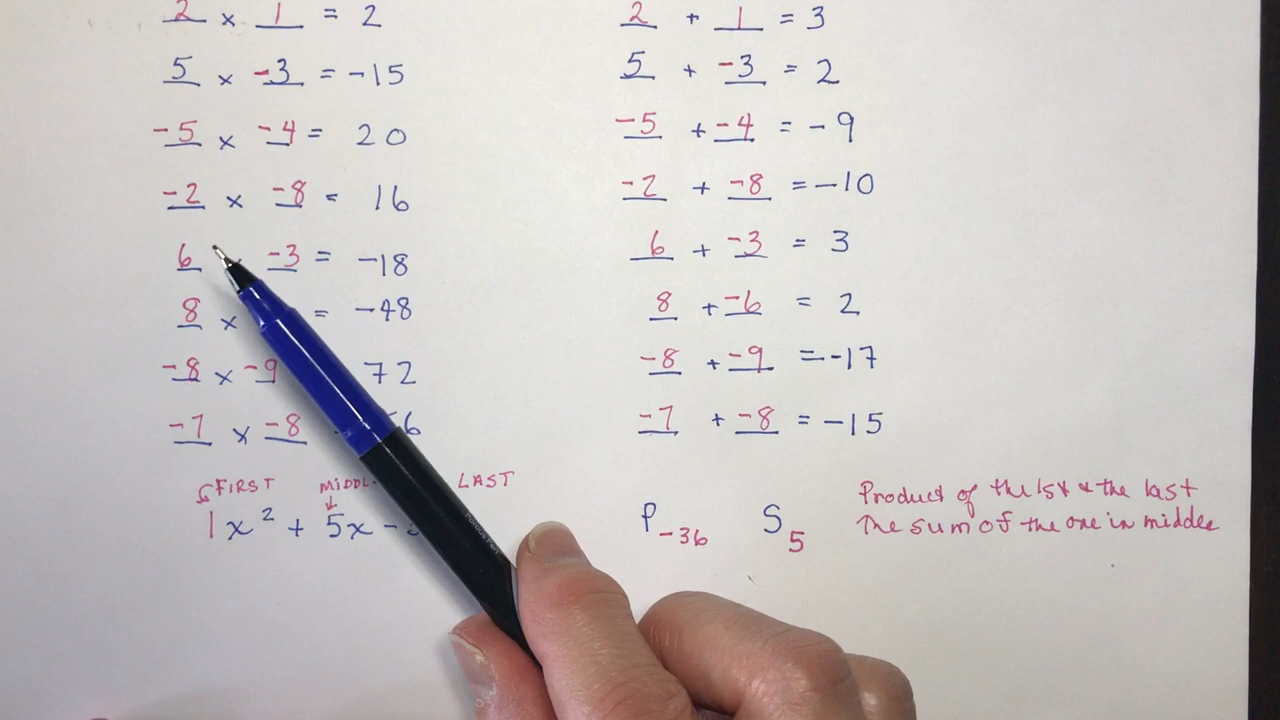 2 x 1 = 2 2 + 1 = 3
5 x -3 = -15 5 + -3 = 2
-5 x -4 = 20 -5 + -4 = -9
-2 x -8 = 16 -2 + -8 = -10
6 -3 = -18 6 + -3 = 3
8 x = -48 8 + -6 = 2
-8 x -9 72 -8 + -9 = -17
-7 x -8 6 -7 + -8 = -15
FIRST MIDDL LAST
1x² + 5x - P -36 S 5
Product of the 1st & the last
The sum of the one in middle